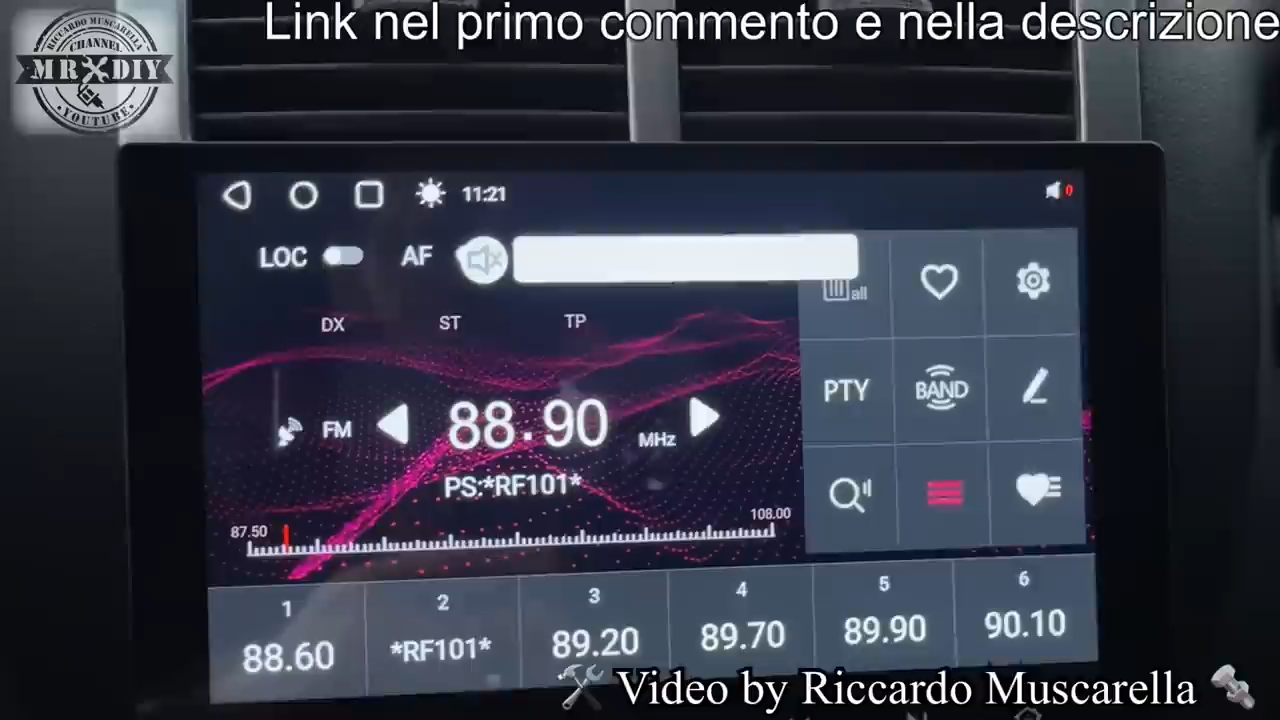 Link nel primo commento e nella descrizione
RICCARDO MUSCARELLA
CHANNEL
MR DIY
YOUTUBE
11:21
0
LOC AF
all
DX ST TP
PTY BAND
FM 88.90 MHz
PS:*RF101*
87.50 108.00
1 2 3 4 5 6
88.60 *RF101* 89.20 89.70 89.90 90.10
Video by Riccardo Muscarella